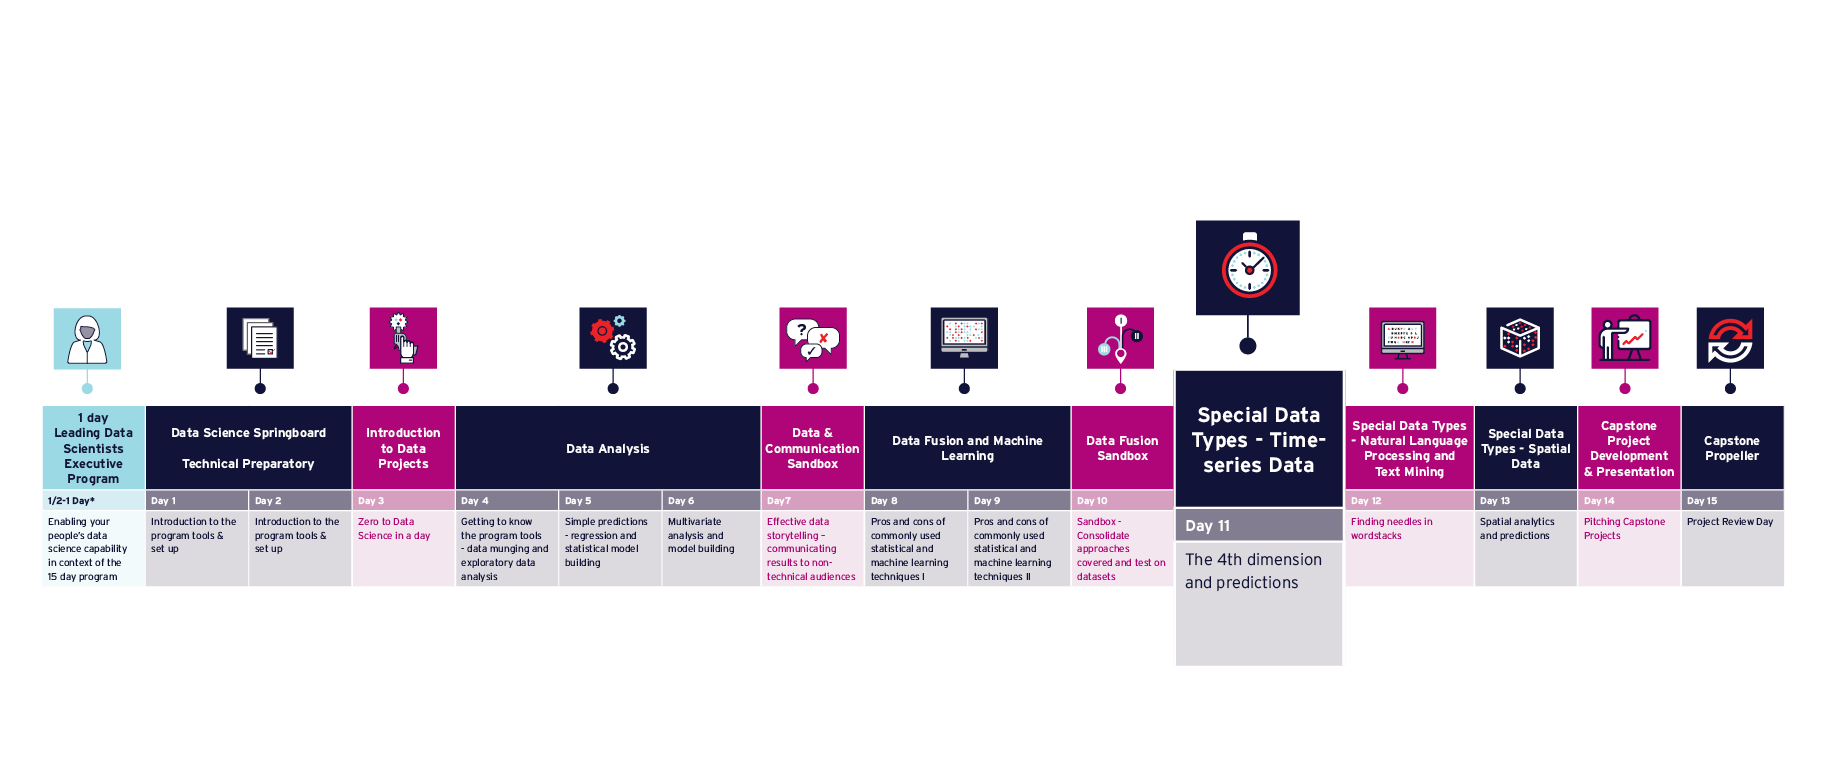 1 day
Leading Data
Scientists
Executive
Program
1/2-1 Day*
Enabling your
people's data
science capability
in context of the
15 day program
Data Science Springboard
Technical Preparatory
Day 1
Introduction to the
program tools &
set up
Day 2
Introduction to the
program tools &
set up
Introduction
to Data
Projects
Day 3
Zero to Data
Science in a day
Data Analysis
Day 4
Getting to know
the program tools
- data munging and
exploratory data
analysis
Day 5
Simple predictions
- regression and
statistical model
building
Day 6
Multivariate
analysis and
model building
Data &
Communication
Sandbox
Day7
Effective data
storytelling –
communicating
results to non-
technical audiences
Data Fusion and Machine
Learning
Day 8
Pros and cons of
commonly used
statistical and
machine learning
techniques I
Day 9
Pros and cons of
commonly used
statistical and
machine learning
techniques II
I
II
III
Data Fusion
Sandbox
Day 10
Sandbox -
Consolidate
approaches
covered and test on
datasets
Special Data
Types - Time-
series Data
Day 11
The 4th dimension
and predictions
Special Data Types
- Natural Language
Processing and
Text Mining
Day 12
Finding needles in
wordstacks
Special Data
Types - Spatial
Data
Day 13
Spatial analytics
and predictions
Capstone
Project
Development
& Presentation
Day 14
Pitching Capstone
Projects
Capstone
Propeller
Day 15
Project Review Day